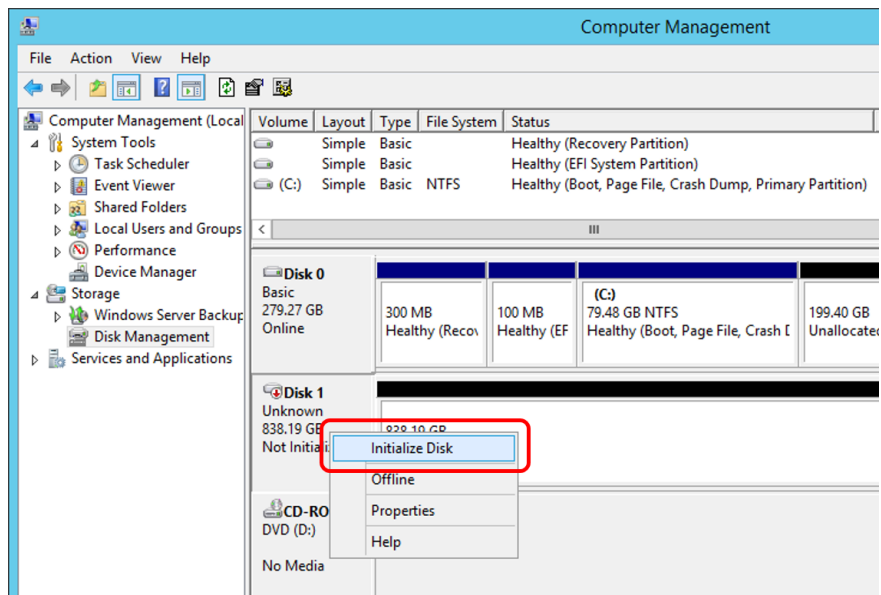 Computer Management
File Action View Help
Computer Management (Local
System Tools
Task Scheduler
Event Viewer
Shared Folders
Local Users and Groups
Performance
Device Manager
Storage
Windows Server Backup
Disk Management
Services and Applications
Volume Layout Type File System Status
Simple Basic Healthy (Recovery Partition)
Simple Basic Healthy (EFI System Partition)
(C:) Simple Basic NTFS Healthy (Boot, Page File, Crash Dump, Primary Partition)
Disk 0
Basic
279.27 GB
Online
300 MB
Healthy (Recov
100 MB
Healthy (EF
(C:)
79.48 GB NTFS
Healthy (Boot, Page File, Crash D
199.40 GB
Unallocated
Disk 1
Unknown
838.19 GB
Not Initializ
838.19 GB
Initialize Disk
Offline
Properties
Help
CD-RO
DVD (D:)
No Media